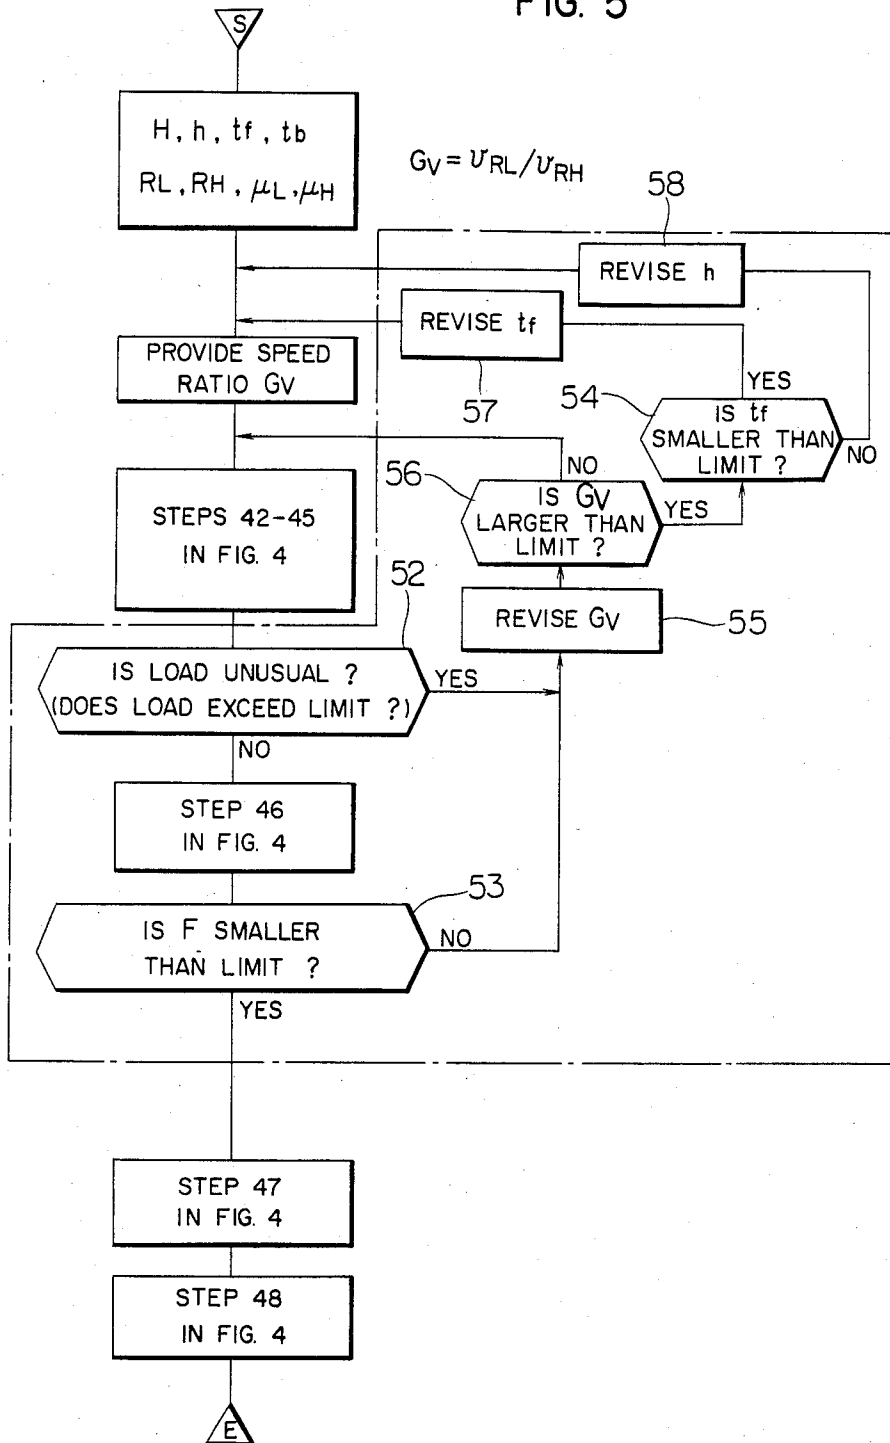 FIG. 5
S
H, h, tf, tb
RL, RH, μL, μH
GV = υRL/υRH
58
REVISE h
REVISE tf
57
PROVIDE SPEED
RATIO GV
54
YES
IS tf
SMALLER THAN
LIMIT ?
NO
NO
56
IS GV
LARGER THAN
LIMIT ?
YES
STEPS 42-45
IN FIG. 4
52
REVISE GV
55
IS LOAD UNUSUAL ?
(DOES LOAD EXCEED LIMIT ?)
YES
NO
STEP 46
IN FIG. 4
53
IS F SMALLER
THAN LIMIT ?
NO
YES
STEP 47
IN FIG. 4
STEP 48
IN FIG. 4
E